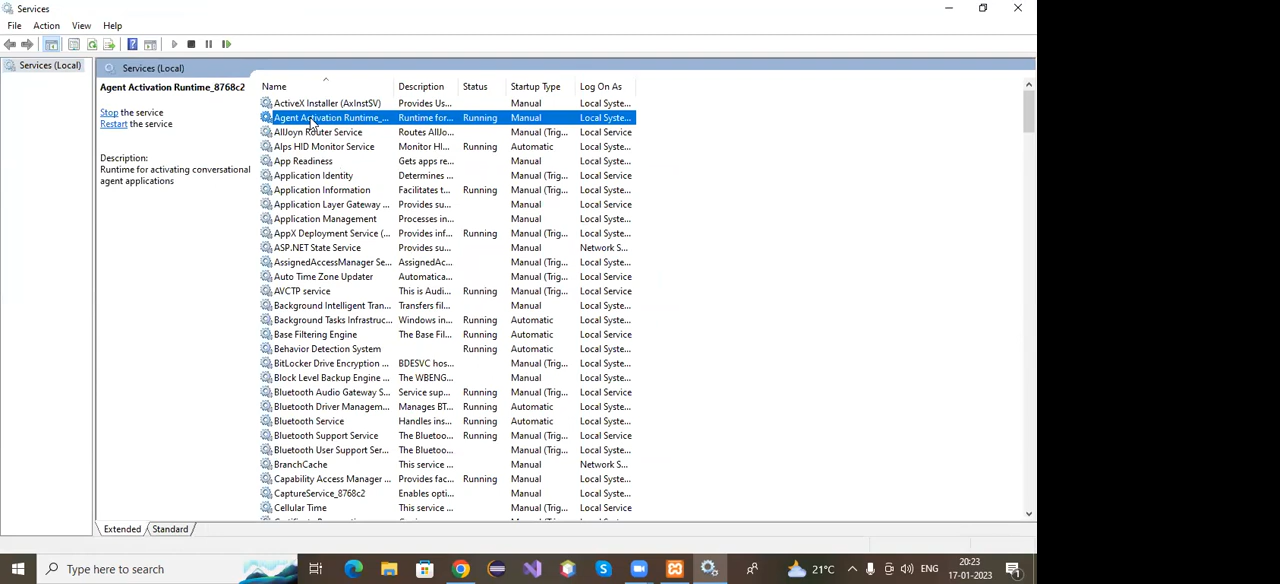 Services
File Action View Help
Services (Local)
Services (Local)
Agent Activation Runtime_8768c2
Stop the service
Restart the service
Description:
Runtime for activating conversational
agent applications
Name Description Status Startup Type Log On As
ActiveX Installer (AxInstSV) Provides Us... Manual Local Syste...
Agent Activation Runtime_... Runtime for... Running Manual Local Syste...
AllJoyn Router Service Routes AllJo... Manual (Trig... Local Service
Alps HID Monitor Service Monitor HI... Running Automatic Local Syste...
App Readiness Gets apps re... Manual Local Syste...
Application Identity Determines ... Manual (Trig... Local Service
Application Information Facilitates t... Running Manual (Trig... Local Syste...
Application Layer Gateway ... Provides su... Manual Local Service
Application Management Processes in... Manual Local Syste...
AppX Deployment Service (... Provides inf... Running Manual (Trig... Local Syste...
ASP.NET State Service Provides su... Manual Network S...
AssignedAccessManager Se... AssignedAc... Manual (Trig... Local Syste...
Auto Time Zone Updater Automatica... Manual (Trig... Local Service
AVCTP service This is Audi... Running Manual (Trig... Local Service
Background Intelligent Tran... Transfers fil... Manual Local Syste...
Background Tasks Infrastruc... Windows in... Running Automatic Local Syste...
Base Filtering Engine The Base Fil... Running Automatic Local Service
Behavior Detection System Running Automatic Local Syste...
BitLocker Drive Encryption ... BDESVC hos... Manual (Trig... Local Syste...
Block Level Backup Engine ... The WBENG... Manual Local Syste...
Bluetooth Audio Gateway S... Service sup... Running Manual (Trig... Local Service
Bluetooth Driver Managem... Manages BT... Running Automatic Local Syste...
Bluetooth Service Handles ins... Running Automatic Local Syste...
Bluetooth Support Service The Bluetoo... Running Manual (Trig... Local Service
Bluetooth User Support Ser... The Bluetoo... Manual (Trig... Local Syste...
BranchCache This service ... Manual Network S...
Capability Access Manager ... Provides fac... Running Manual Local Syste...
CaptureService_8768c2 Enables opti... Manual Local Syste...
Cellular Time This service ... Manual (Trig... Local Service
Extended Standard
Type here to search
21°C
ENG
20:23
17-01-2023